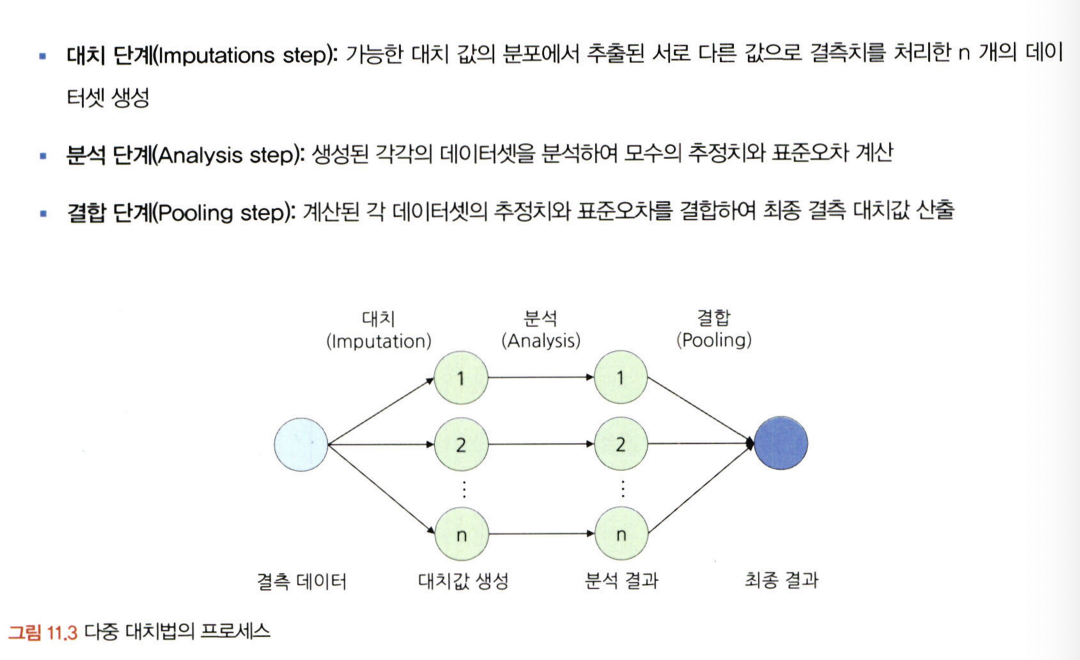 ▪ 대치 단계(Imputations step): 가능한 대치 값의 분포에서 추출된 서로 다른 값으로 결측치를 처리한 n 개의 데이
터셋 생성
▪ 분석 단계(Analysis step): 생성된 각각의 데이터셋을 분석하여 모수의 추정치와 표준오차 계산
▪ 결합 단계(Pooling step): 계산된 각 데이터셋의 추정치와 표준오차를 결합하여 최종 결측 대치값 산출
대치 분석 결합
(Imputation) (Analysis) (Pooling)
1 1
2 2
⋮ ⋮
n n
결측 데이터 대치값 생성 분석 결과 최종 결과
그림 11.3 다중 대치법의 프로세스